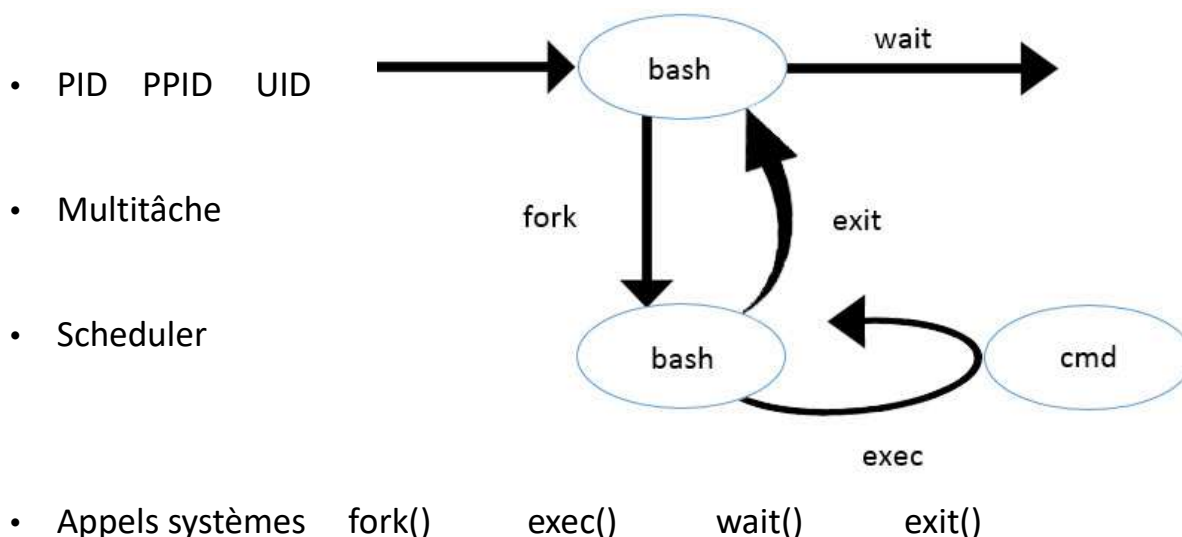 wait
bash
• PID PPID UID
• Multitâche
fork
exit
• Scheduler
bash
cmd
exec
• Appels systèmes fork() exec() wait() exit()